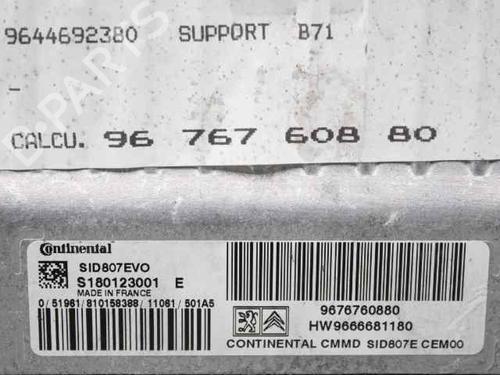 9644692380 SUPPORT B71
-
CALCU. 96 767 608 80
Continental
SID807EVO
S180123001 E
MADE IN FRANCE
0/51961/810158388/11061/501A5
9676760880
HW9666681180
CONTINENTAL CMMD SID807E CEM00